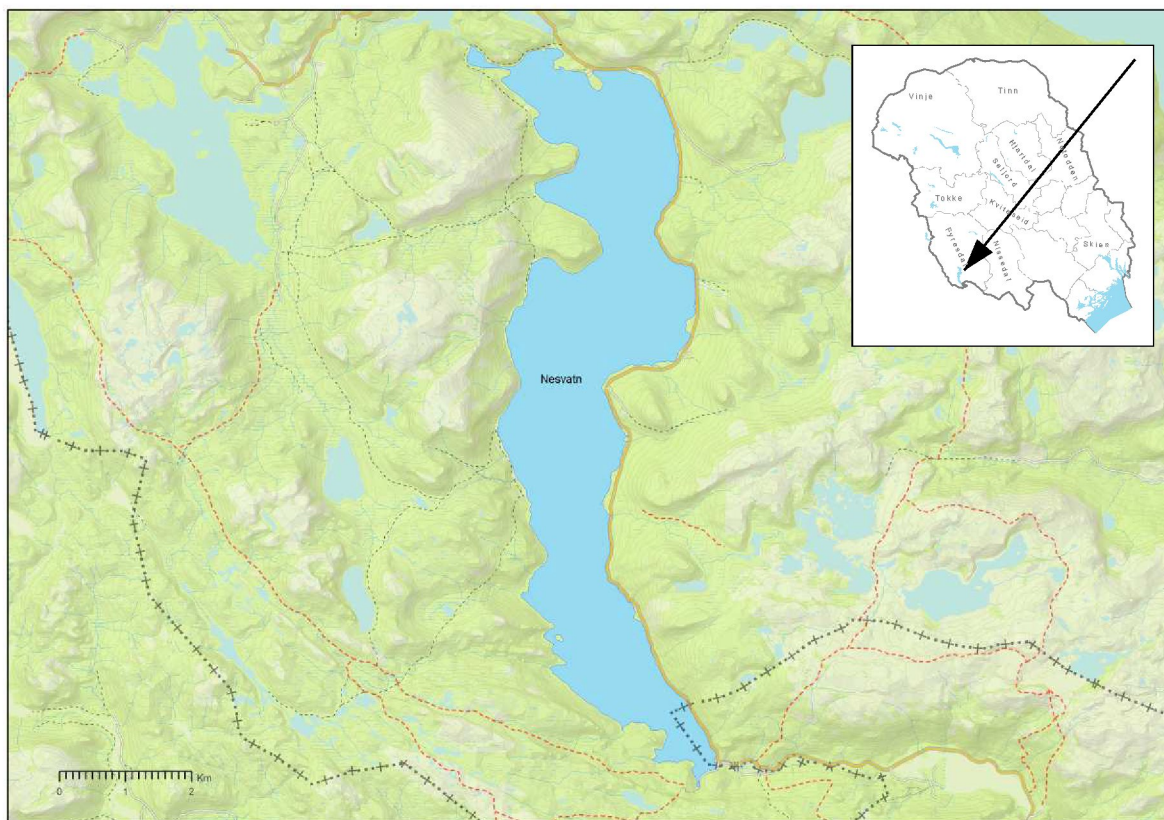 Vinje
Tinn
Hjartdal
Notodden
Seljord
Tokke
Kviteseid
Fyresdal
Nissedal
Skien
Nesvatn
Km
0 1 2